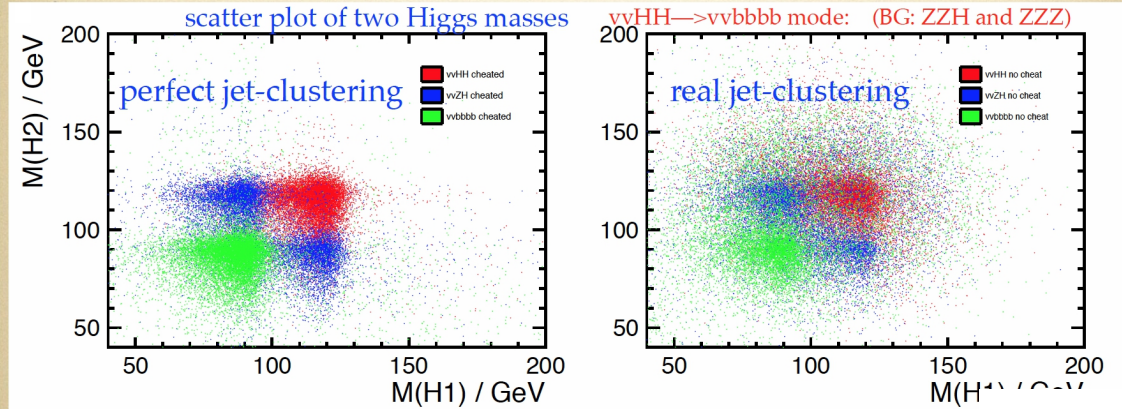 scatter plot of two Higgs masses
ννHH—>ννbbbb mode: (BG: ZZH and ZZZ)
M(H2) / GeV
200
150
100
50
perfect jet-clustering
vvHH cheated
vvZH cheated
vvbbbb cheated
50 100 150 200
M(H1) / GeV
200
150
100
50
real jet-clustering
vvHH no cheat
vvZH no cheat
vvbbbb no cheat
50 100 150 200